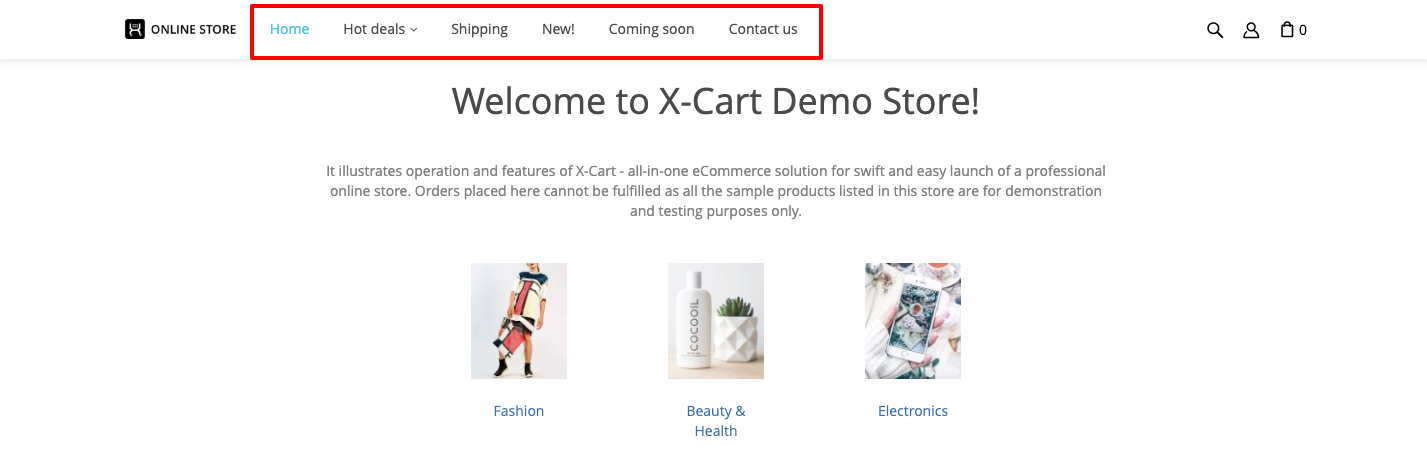 ONLINE STORE Home Hot deals Shipping New! Coming soon Contact us 0
Welcome to X-Cart Demo Store!
It illustrates operation and features of X-Cart - all-in-one eCommerce solution for swift and easy launch of a professional
online store. Orders placed here cannot be fulfilled as all the sample products listed in this store are for demonstration
and testing purposes only.
COCOOIL
Fashion
Beauty &
Health
Electronics